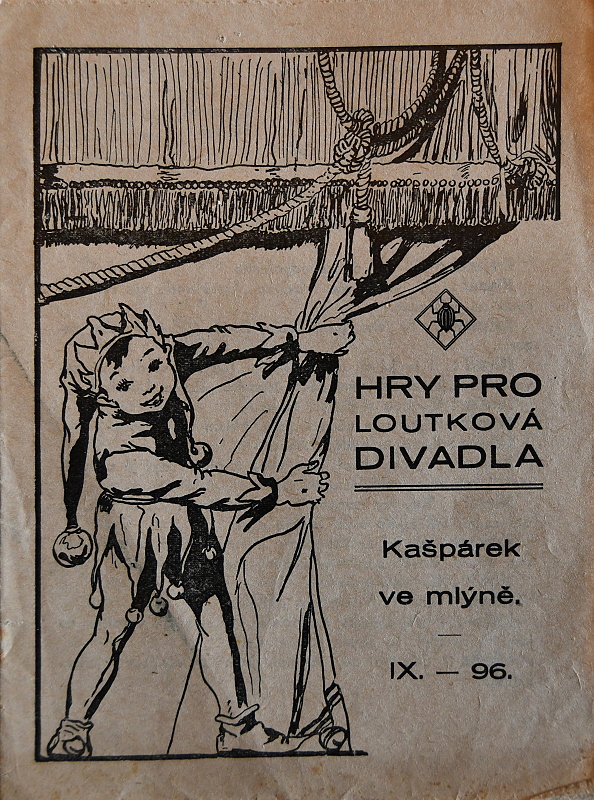 HRY PRO
LOUTKOVÁ
DIVADLA
Kašpárek
ve mlýně.
IX. — 96.